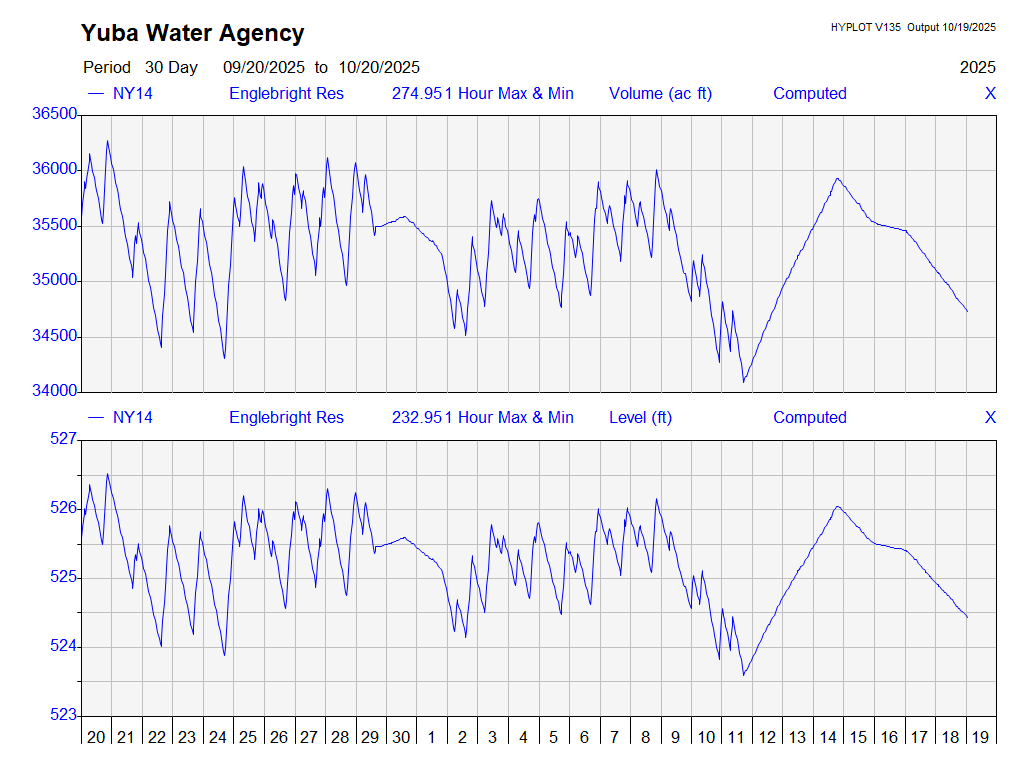 Yuba Water Agency
HYPLOT V135 Output 10/19/2025
Period 30 Day 09/20/2025 to 10/20/2025
2025
NY14 Englebright Res 274.951 Hour Max & Min Volume (ac ft) Computed X
36500
36000
35500
35000
34500
34000
NY14 Englebright Res 232.951 Hour Max & Min Level (ft) Computed X
527
526
525
524
523
20 21 22 23 24 25 26 27 28 29 30 1 2 3 4 5 6 7 8 9 10 11 12 13 14 15 16 17 18 19